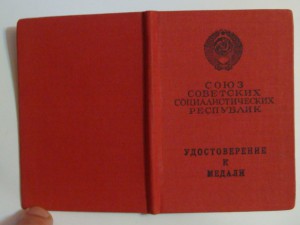 СОЮЗ
СОВЕТСКИХ
СОЦИАЛИСТИЧЕСКИХ
РЕСПУБЛИК
УДОСТОВЕРЕНИЕ
К
МЕДАЛИ